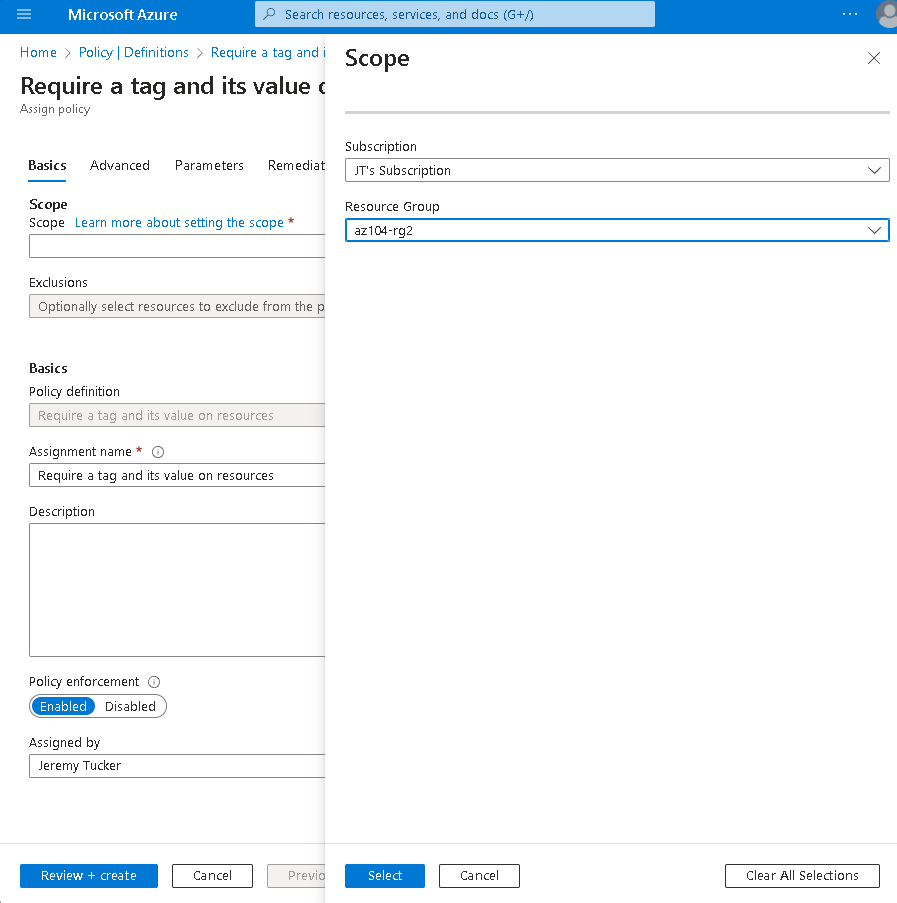 Microsoft Azure
Search resources, services, and docs (G+/)
Home > Policy | Definitions > Require a tag and i
Require a tag and its value o
Assign policy
Basics Advanced Parameters Remediat
Scope
Scope Learn more about setting the scope *
Exclusions
Optionally select resources to exclude from the p
Basics
Policy definition
Require a tag and its value on resources
Assignment name *
Require a tag and its value on resources
Description
Policy enforcement
Enabled Disabled
Assigned by
Jeremy Tucker
Review + create Cancel Previo
Scope
Subscription
JT's Subscription
Resource Group
az104-rg2
Select Cancel Clear All Selections